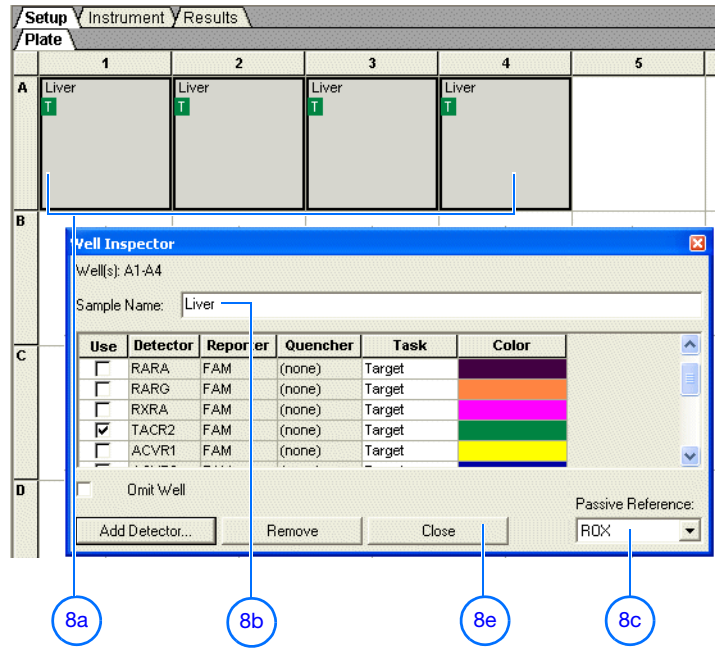 Setup Instrument Results
Plate
1 2 3 4 5
A Liver Liver Liver Liver
T T T T
B
Well Inspector
Well(s): A1-A4
Sample Name: Liver
Use Detector Reporter Quencher Task Color
C
RARA FAM (none) Target
RARG FAM (none) Target
RXRA FAM (none) Target
TACR2 FAM (none) Target
ACVR1 FAM (none) Target
D
Omit Well
Passive Reference:
Add Detector... Remove Close ROX
8a 8b 8e 8c